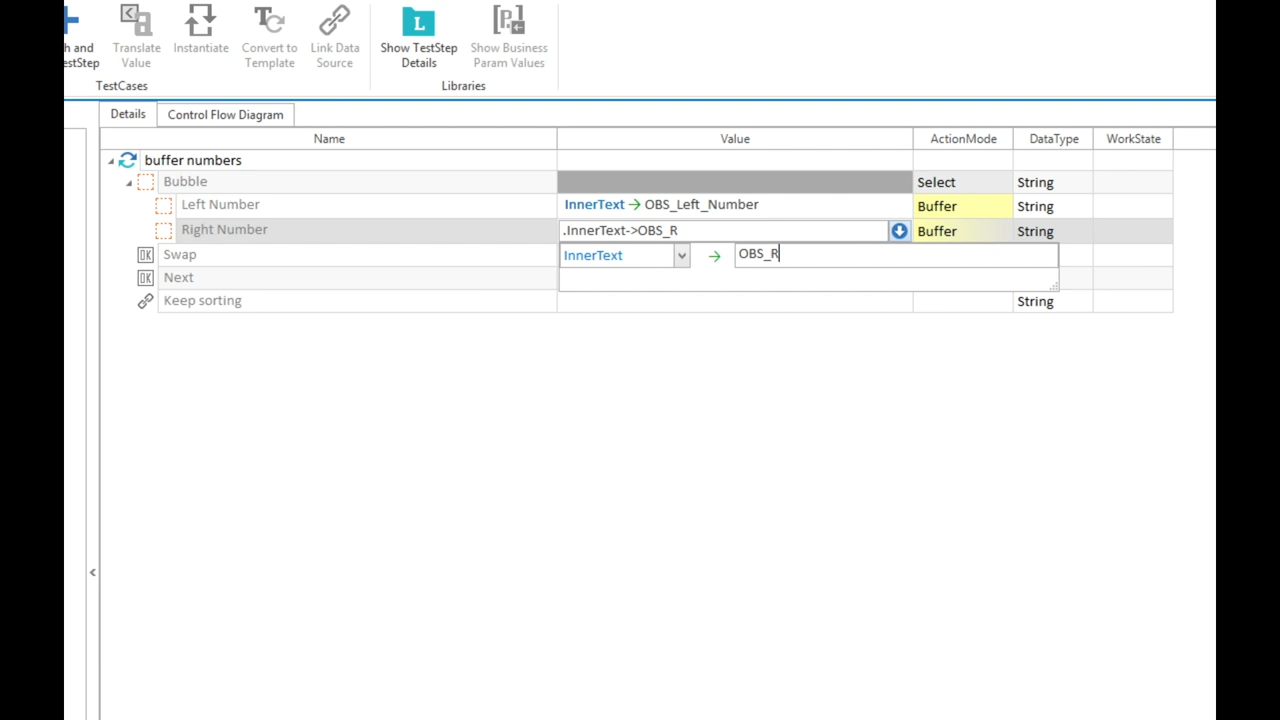 h and
estStep
Translate
Value
Instantiate
Convert to
Template
Link Data
Source
Show TestStep
Details
Show Business
Param Values
TestCases
Libraries
Details
Control Flow Diagram
Name Value ActionMode DataType WorkState
buffer numbers
Bubble Select String
Left Number InnerText → OBS_Left_Number Buffer String
Right Number .InnerText->OBS_R Buffer String
Swap InnerText → OBS_R
Next
Keep sorting String